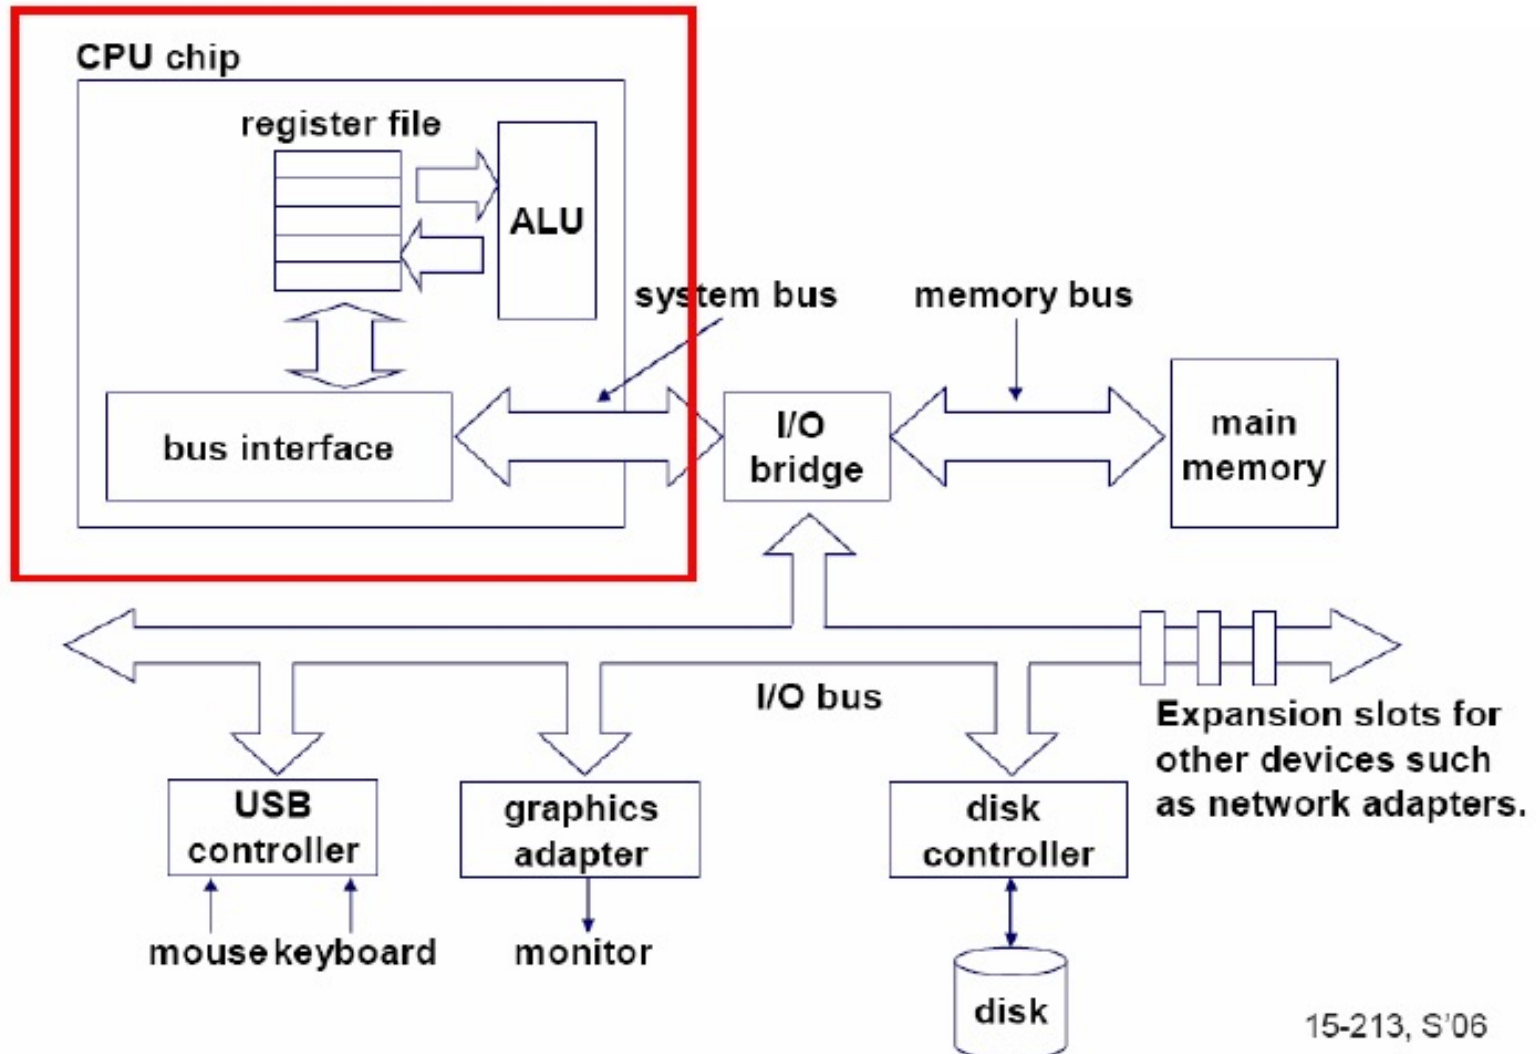 CPU chip
register file
ALU
system bus
memory bus
bus interface
I/O
bridge
main
memory
I/O bus
Expansion slots for
other devices such
as network adapters.
USB
controller
graphics
adapter
disk
controller
mouse keyboard
monitor
disk
15-213, S'06